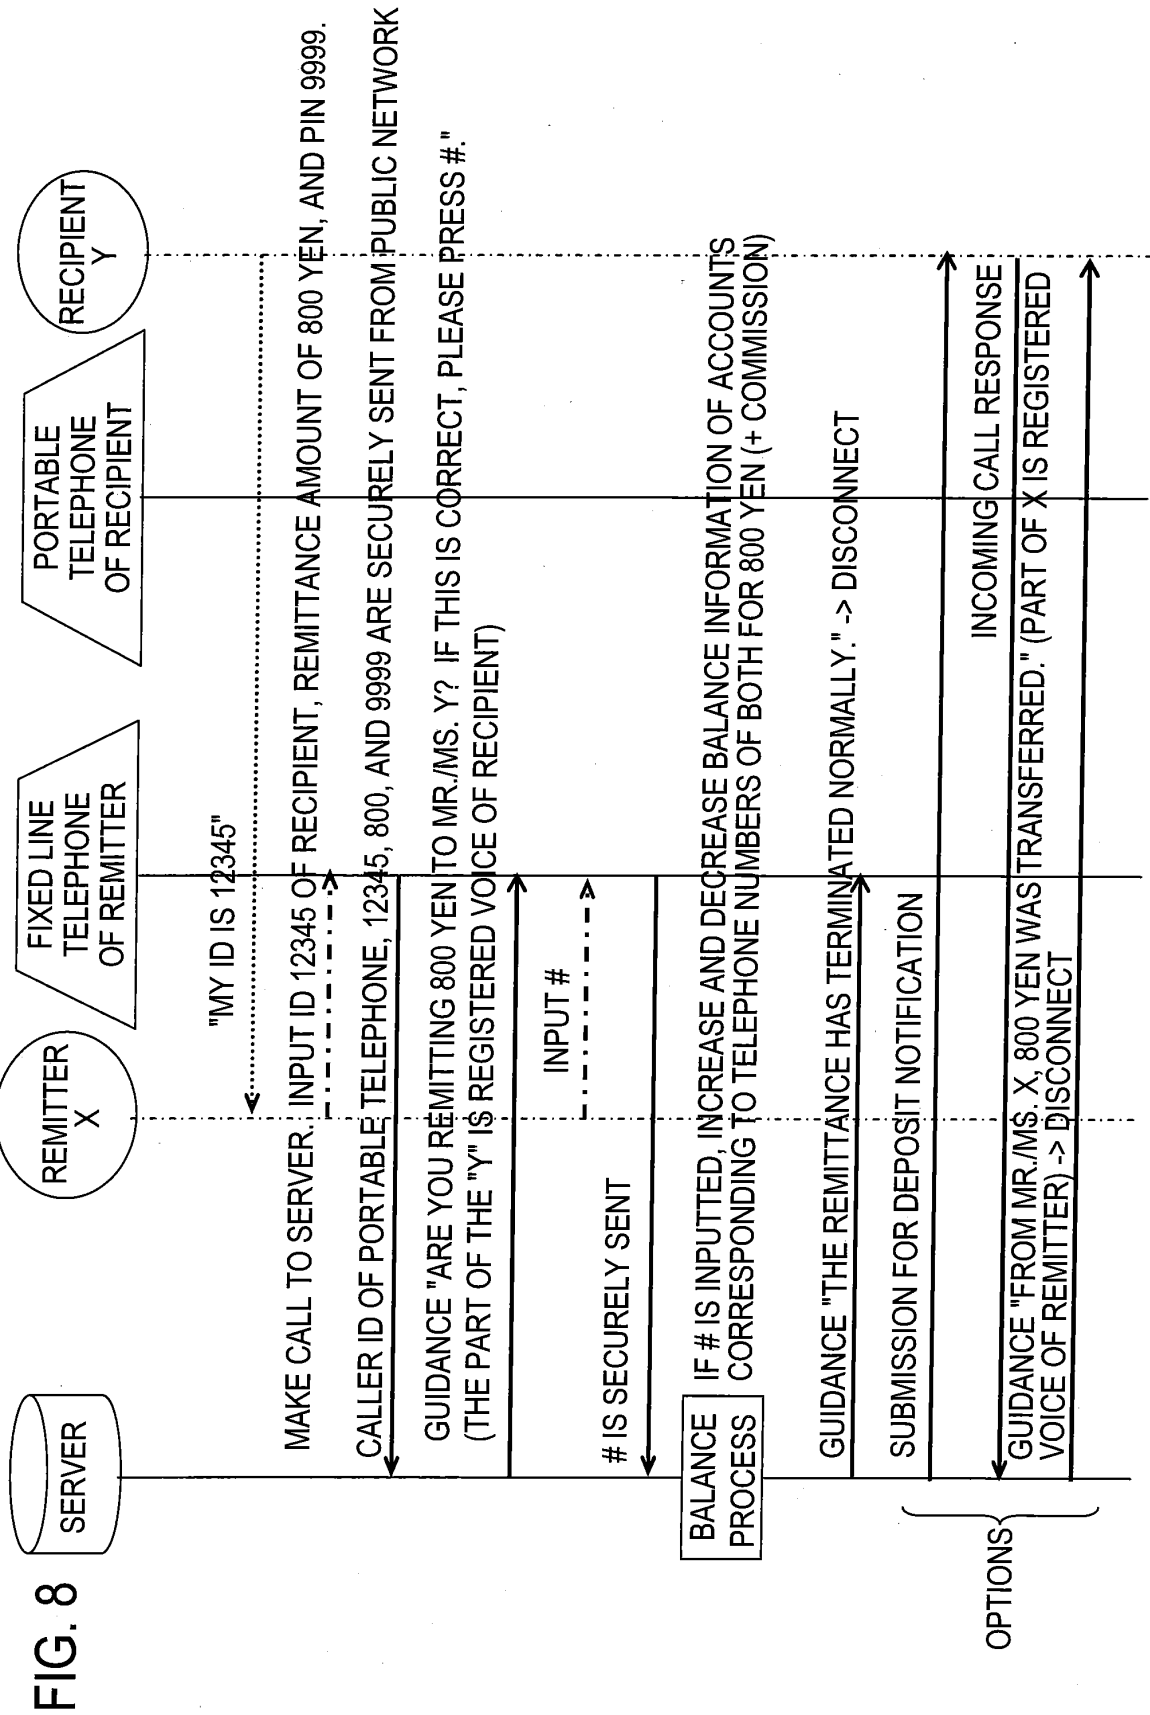 FIG. 8
SERVER
REMITTER
X
FIXED LINE
TELEPHONE
OF REMITTER
PORTABLE
TELEPHONE
OF RECIPIENT
RECIPIENT
Y
"MY ID IS 12345"
MAKE CALL TO SERVER. INPUT ID 12345 OF RECIPIENT, REMITTANCE AMOUNT OF 800 YEN, AND PIN 9999.
CALLER ID OF PORTABLE TELEPHONE, 12345, 800, AND 9999 ARE SECURELY SENT FROM PUBLIC NETWORK
GUIDANCE "ARE YOU REMITTING 800 YEN TO MR./MS. Y? IF THIS IS CORRECT, PLEASE PRESS #."
(THE PART OF THE "Y" IS REGISTERED VOICE OF RECIPIENT)
INPUT #
# IS SECURELY SENT
BALANCE
PROCESS
IF # IS INPUTTED, INCREASE AND DECREASE BALANCE INFORMATION OF ACCOUNTS
CORRESPONDING TO TELEPHONE NUMBERS OF BOTH FOR 800 YEN (+ COMMISSION)
GUIDANCE "THE REMITTANCE HAS TERMINATED NORMALLY." -> DISCONNECT
SUBMISSION FOR DEPOSIT NOTIFICATION
INCOMING CALL RESPONSE
GUIDANCE "FROM MR./MS. X, 800 YEN WAS TRANSFERRED." (PART OF X IS REGISTERED
VOICE OF REMITTER) -> DISCONNECT
OPTIONS